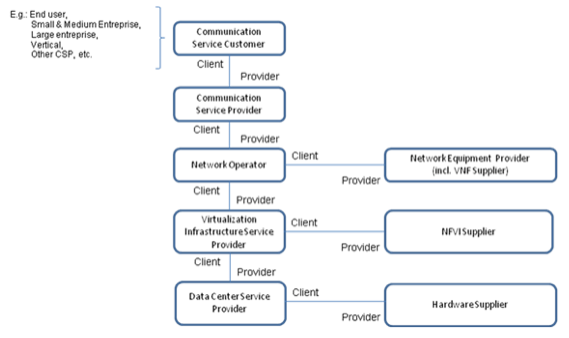 E.g.: End user,
Small & Medium Entreprise,
Large entreprise,
Vertical,
Other CSP, etc.
Communication
Service Customer
Client
Provider
Communication
Service Provider
Client
Provider
Network Operator
Client
Provider
Network Equipment Provider
(incl. VNF Supplier)
Client
Provider
Virtualization
Infrastructure Service
Provider
Client
Provider
NFVI Supplier
Client
Provider
Data Center Service
Provider
Client
Provider
Hardware Supplier